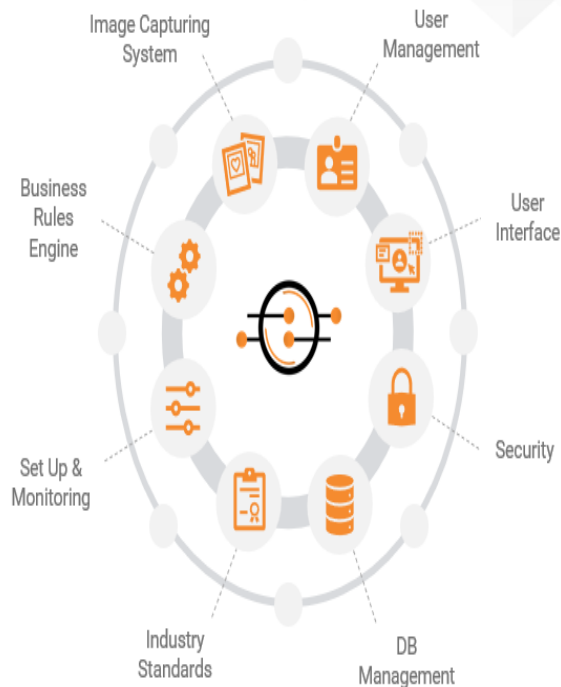 Image Capturing
System
User
Management
Business
Rules
Engine
User
Interface
Set Up &
Monitoring
Security
Industry
Standards
DB
Management